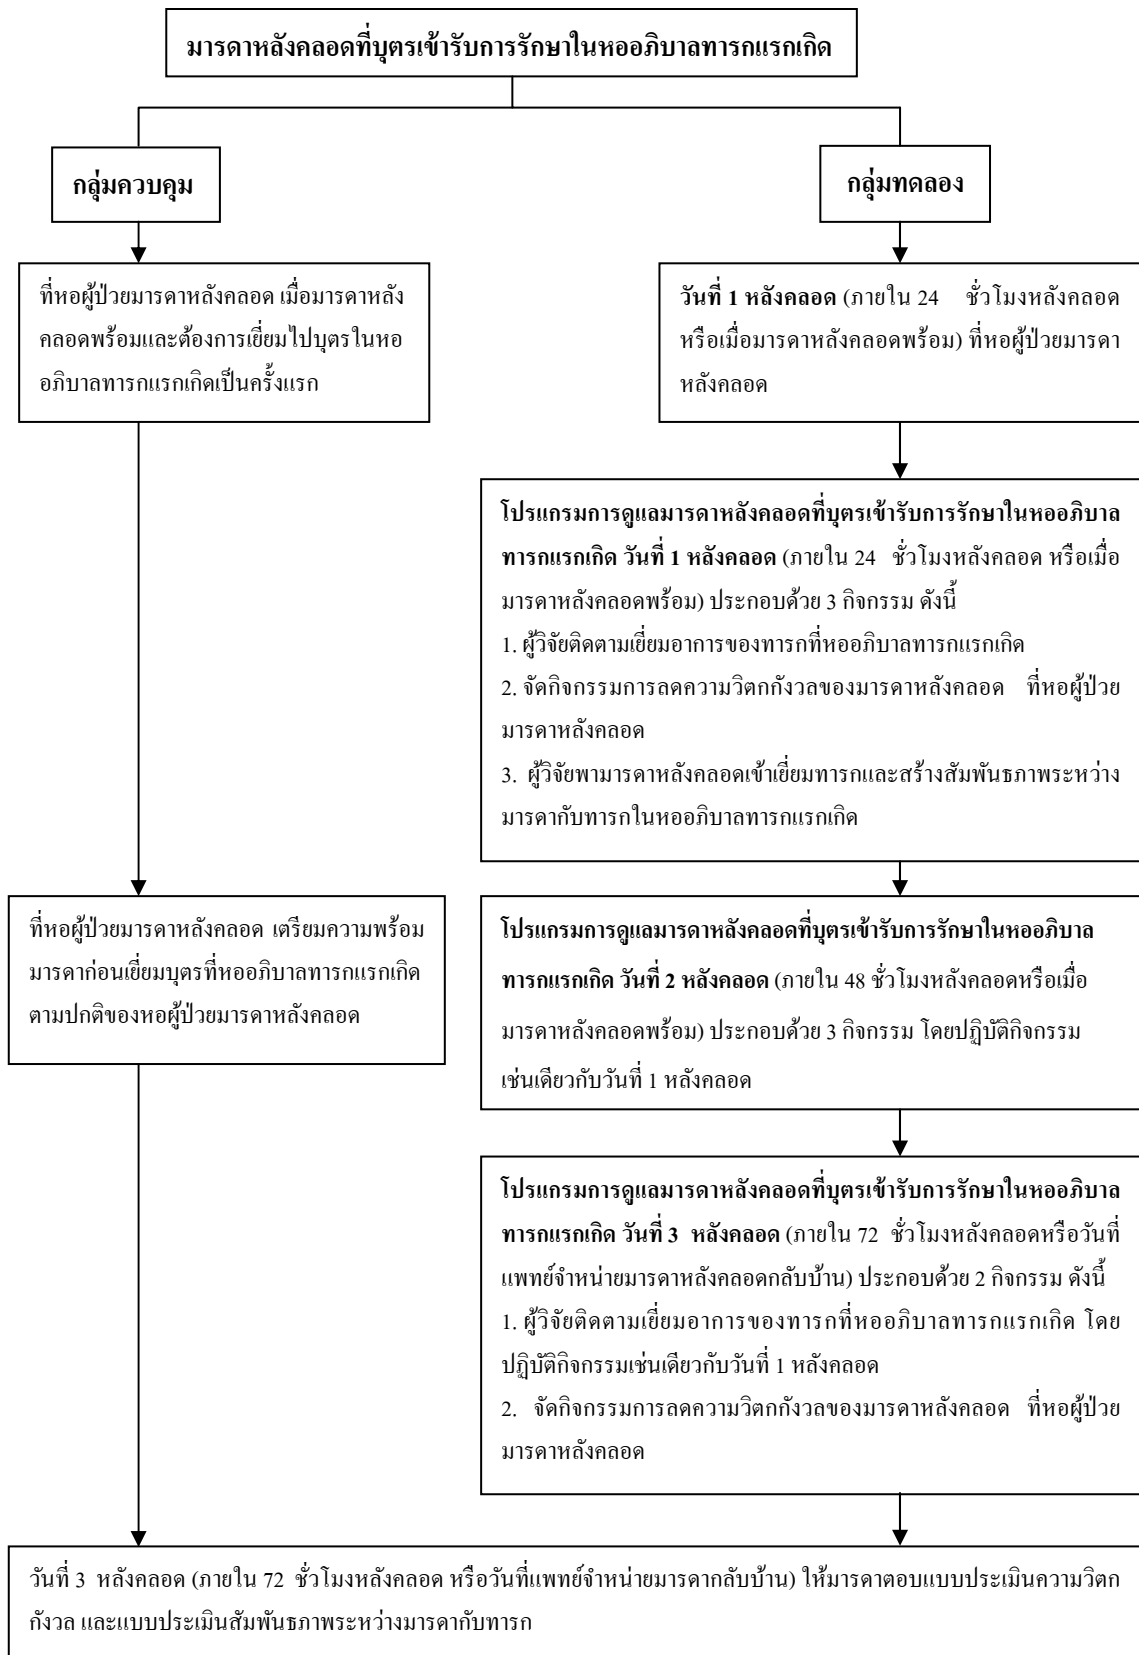 มารดาหลังคลอดที่บุตรเข้ารับการรักษาในหออภิบาลทารกแรกเกิด
กลุ่มควบคุม
กลุ่มทดลอง
ที่หอผู้ป่วยมารดาหลังคลอด เมื่อมารดาหลัง
คลอดพร้อมและต้องการเยี่ยมไปบุตรในหอ
อภิบาลทารกแรกเกิดเป็นครั้งแรก
วันที่ 1 หลังคลอด (ภายใน 24 ชั่วโมงหลังคลอด
หรือเมื่อมารดาหลังคลอดพร้อม) ที่หอผู้ป่วยมารดา
หลังคลอด
โปรแกรมการดูแลมารดาหลังคลอดที่บุตรเข้ารับการรักษาในหออภิบาล
ทารกแรกเกิด วันที่ 1 หลังคลอด (ภายใน 24 ชั่วโมงหลังคลอด หรือเมื่อ
มารดาหลังคลอดพร้อม) ประกอบด้วย 3 กิจกรรม ดังนี้
1. ผู้วิจัยติดตามเยี่ยมอาการของทารกที่หออภิบาลทารกแรกเกิด
2. จัดกิจกรรมการลดความวิตกกังวลของมารดาหลังคลอด ที่หอผู้ป่วย
มารดาหลังคลอด
3. ผู้วิจัยพามารดาหลังคลอดเข้าเยี่ยมทารกและสร้างสัมพันธภาพระหว่าง
มารดากับทารกในหออภิบาลทารกแรกเกิด
ที่หอผู้ป่วยมารดาหลังคลอด เตรียมความพร้อม
มารดาก่อนเยี่ยมบุตรที่หออภิบาลทารกแรกเกิด
ตามปกติของหอผู้ป่วยมารดาหลังคลอด
โปรแกรมการดูแลมารดาหลังคลอดที่บุตรเข้ารับการรักษาในหออภิบาล
ทารกแรกเกิด วันที่ 2 หลังคลอด (ภายใน 48 ชั่วโมงหลังคลอดหรือเมื่อ
มารดาหลังคลอดพร้อม) ประกอบด้วย 3 กิจกรรม โดยปฏิบัติกิจกรรม
เช่นเดียวกับวันที่ 1 หลังคลอด
โปรแกรมการดูแลมารดาหลังคลอดที่บุตรเข้ารับการรักษาในหออภิบาล
ทารกแรกเกิด วันที่ 3 หลังคลอด (ภายใน 72 ชั่วโมงหลังคลอดหรือวันที่
แพทย์จำหน่ายมารดาหลังคลอดกลับบ้าน) ประกอบด้วย 2 กิจกรรม ดังนี้
1. ผู้วิจัยติดตามเยี่ยมอาการของทารกที่หออภิบาลทารกแรกเกิด โดย
ปฏิบัติกิจกรรมเช่นเดียวกับวันที่ 1 หลังคลอด
2. จัดกิจกรรมการลดความวิตกกังวลของมารดาหลังคลอด ที่หอผู้ป่วย
มารดาหลังคลอด
วันที่ 3 หลังคลอด (ภายใน 72 ชั่วโมงหลังคลอด หรือวันที่แพทย์จำหน่ายมารดากลับบ้าน) ให้มารดาตอบแบบประเมินความวิตก
กังวล และแบบประเมินสัมพันธภาพระหว่างมารดากับทารก